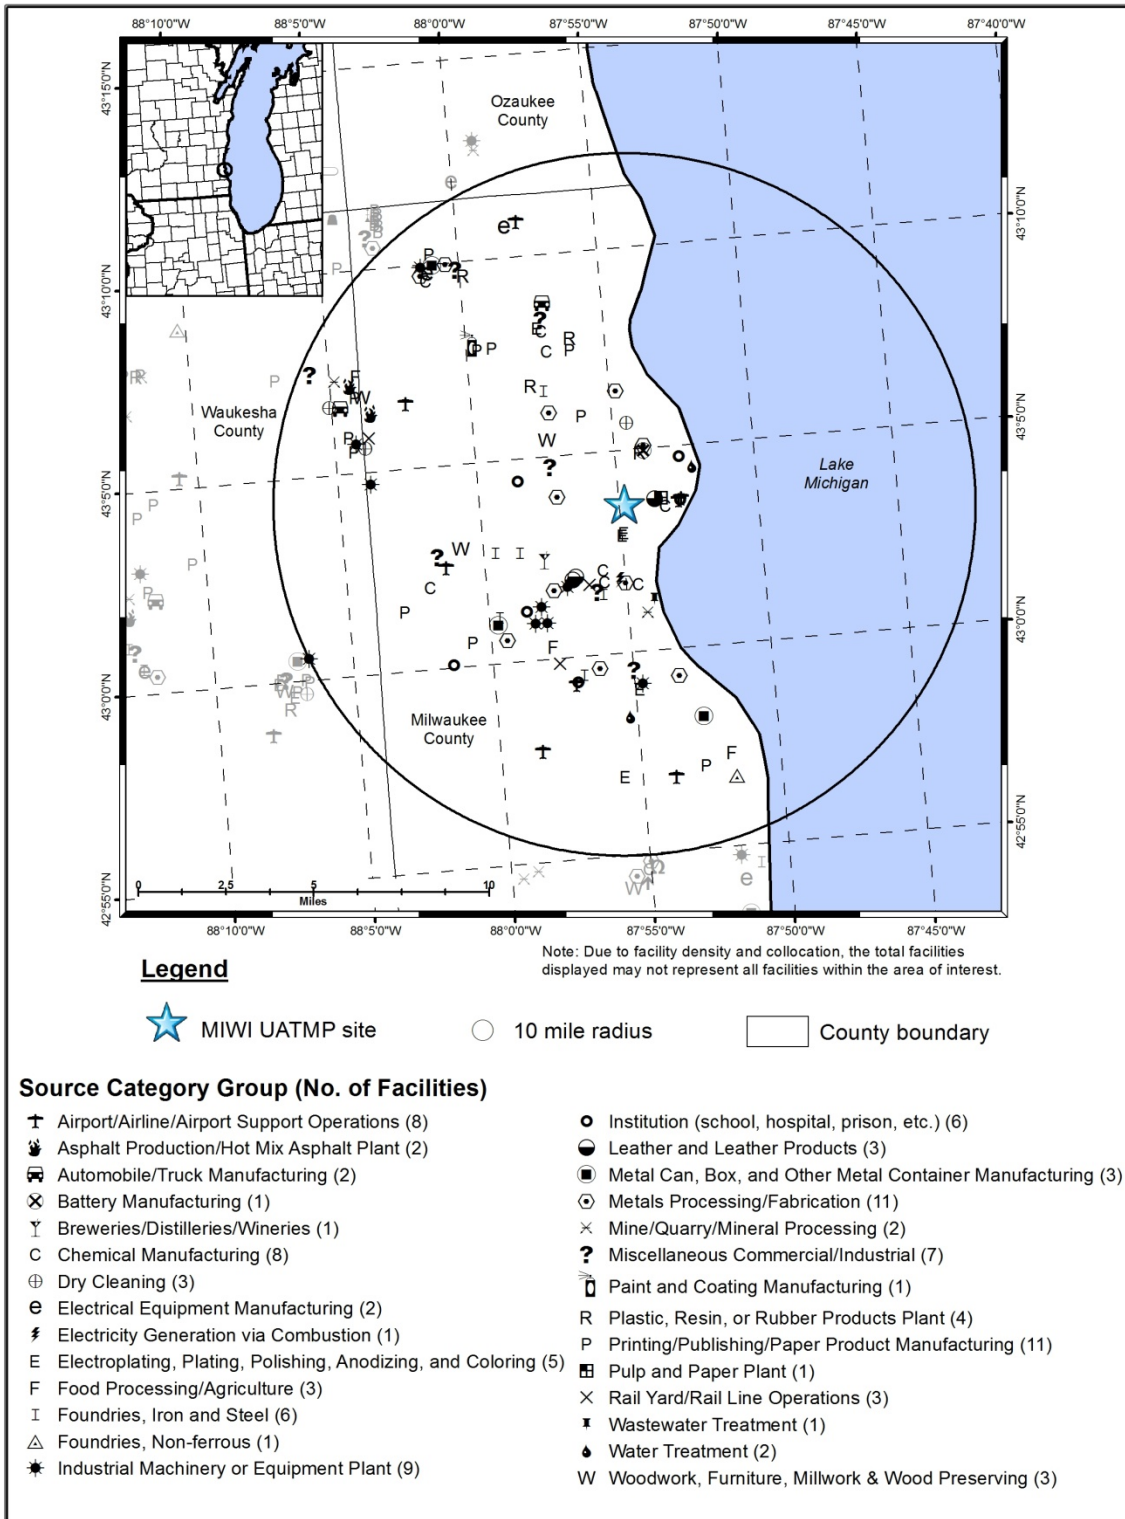 88°10'0"W 88°5'0"W 88°0'0"W 87°55'0"W 87°50'0"W 87°45'0"W 87°40'0"W
43°15'0"N
43°10'0"N
43°5'0"N
43°0'0"N
42°55'0"N
43°10'0"N
43°5'0"N
43°0'0"N
42°55'0"N
Ozaukee
County
Waukesha
County
Lake
Michigan
Milwaukee
County
0 2.5 5 10
Miles
88°10'0"W 88°5'0"W 88°0'0"W 87°55'0"W 87°50'0"W 87°45'0"W
Note: Due to facility density and collocation, the total facilities
displayed may not represent all facilities within the area of interest.
Legend
MIWI UATMP site
10 mile radius
County boundary
Source Category Group (No. of Facilities)
Airport/Airline/Airport Support Operations (8)
Asphalt Production/Hot Mix Asphalt Plant (2)
Automobile/Truck Manufacturing (2)
Battery Manufacturing (1)
Breweries/Distilleries/Wineries (1)
C Chemical Manufacturing (8)
Dry Cleaning (3)
e Electrical Equipment Manufacturing (2)
Electricity Generation via Combustion (1)
E Electroplating, Plating, Polishing, Anodizing, and Coloring (5)
F Food Processing/Agriculture (3)
I Foundries, Iron and Steel (6)
Foundries, Non-ferrous (1)
Industrial Machinery or Equipment Plant (9)
Institution (school, hospital, prison, etc.) (6)
Leather and Leather Products (3)
Metal Can, Box, and Other Metal Container Manufacturing (3)
Metals Processing/Fabrication (11)
Mine/Quarry/Mineral Processing (2)
? Miscellaneous Commercial/Industrial (7)
Paint and Coating Manufacturing (1)
R Plastic, Resin, or Rubber Products Plant (4)
P Printing/Publishing/Paper Product Manufacturing (11)
Pulp and Paper Plant (1)
Rail Yard/Rail Line Operations (3)
Wastewater Treatment (1)
Water Treatment (2)
W Woodwork, Furniture, Millwork & Wood Preserving (3)